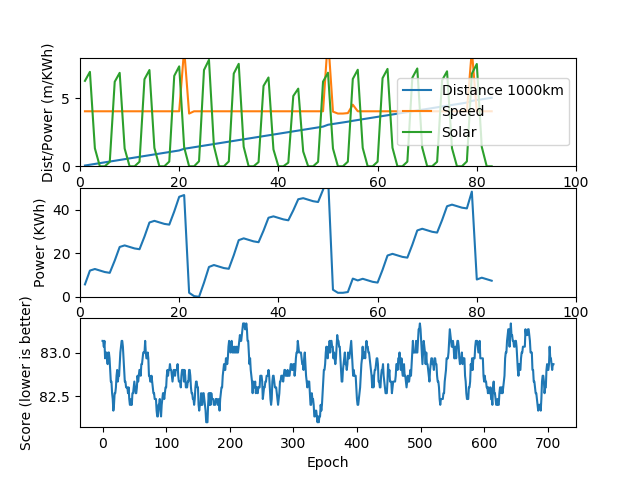 Dist/Power (m/KWh)
5
0
Distance 1000km
Speed
Solar
0 20 40 60 80 100
Power (KWh)
40
20
0
0 20 40 60 80 100
Score (lower is better)
83.0
82.5
0 100 200 300 400 500 600 700
Epoch